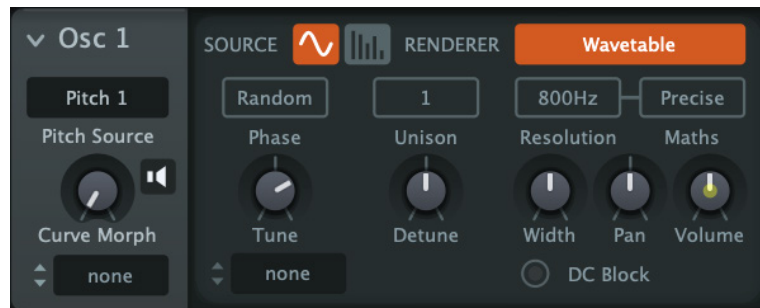 Osc 1
SOURCE RENDERER Wavetable
Pitch 1 Random 1 800Hz Precise
Pitch Source Phase Unison Resolution Maths
Curve Morph Tune Detune Width Pan Volume
none none DC Block